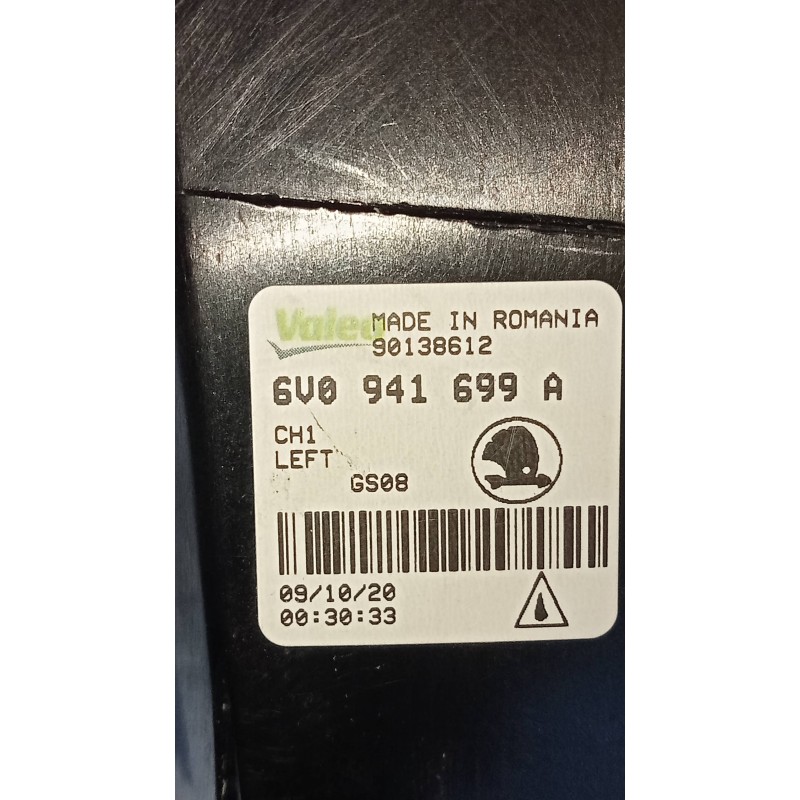 Valeo MADE IN ROMANIA
90138612
6V0 941 699 A
CH1
LEFT
GS08
09/10/20
00:30:33